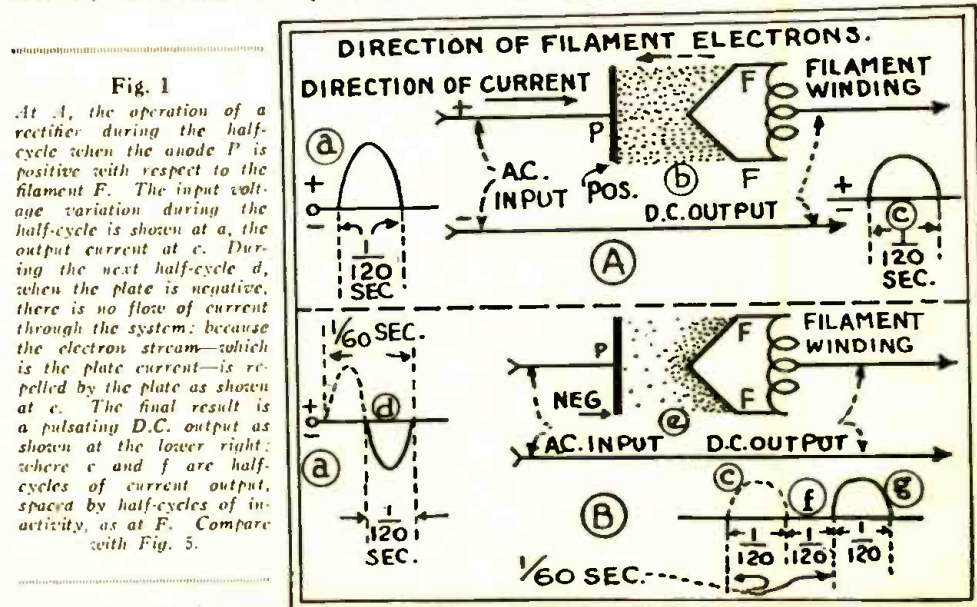 Fig. 1
At A, the operation of a
rectifier during the half-
cycle when the anode P is
positive with respect to the
filament F. The input volt-
age variation during the
half-cycle is shown at a, the
output current at c. Dur-
ing the next half-cycle d,
when the plate is negative,
there is no flow of current
through the system; because
the electron stream—which
is the plate current—is re-
pelled by the plate as shown
at e. The final result is
a pulsating D.C. output as
shown at the lower right;
where c and f are half-
cycles of current output,
spaced by half-cycles of in-
activity, as at F. Compare
with Fig. 5.
DIRECTION OF FILAMENT ELECTRONS.
DIRECTION OF CURRENT
FILAMENT
WINDING
+
P
F
F
a
+
-
1/120
SEC.
A.C.
INPUT
POS.
b
-
D.C. OUTPUT
+
-
c
1/120
SEC.
A
1/60 SEC.
P
F
F
FILAMENT
WINDING
NEG
e
+
-
d
a
A.C. INPUT
D.C. OUTPUT
1/120
SEC.
B
c
f
g
1/120
1/120
1/120
1/60 SEC.